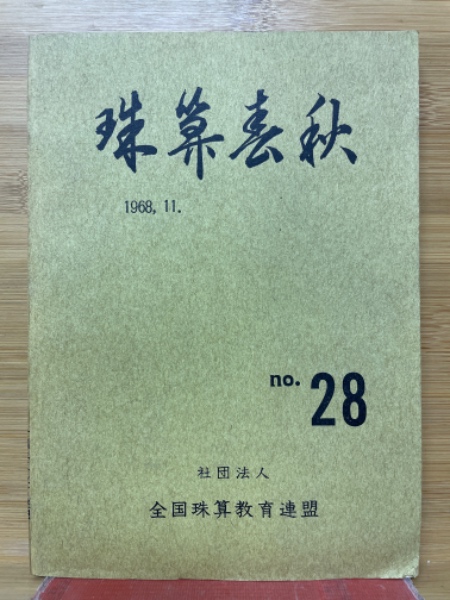 珠算春秋
1968, 11.
no. 28
社団法人
全国珠算教育連盟